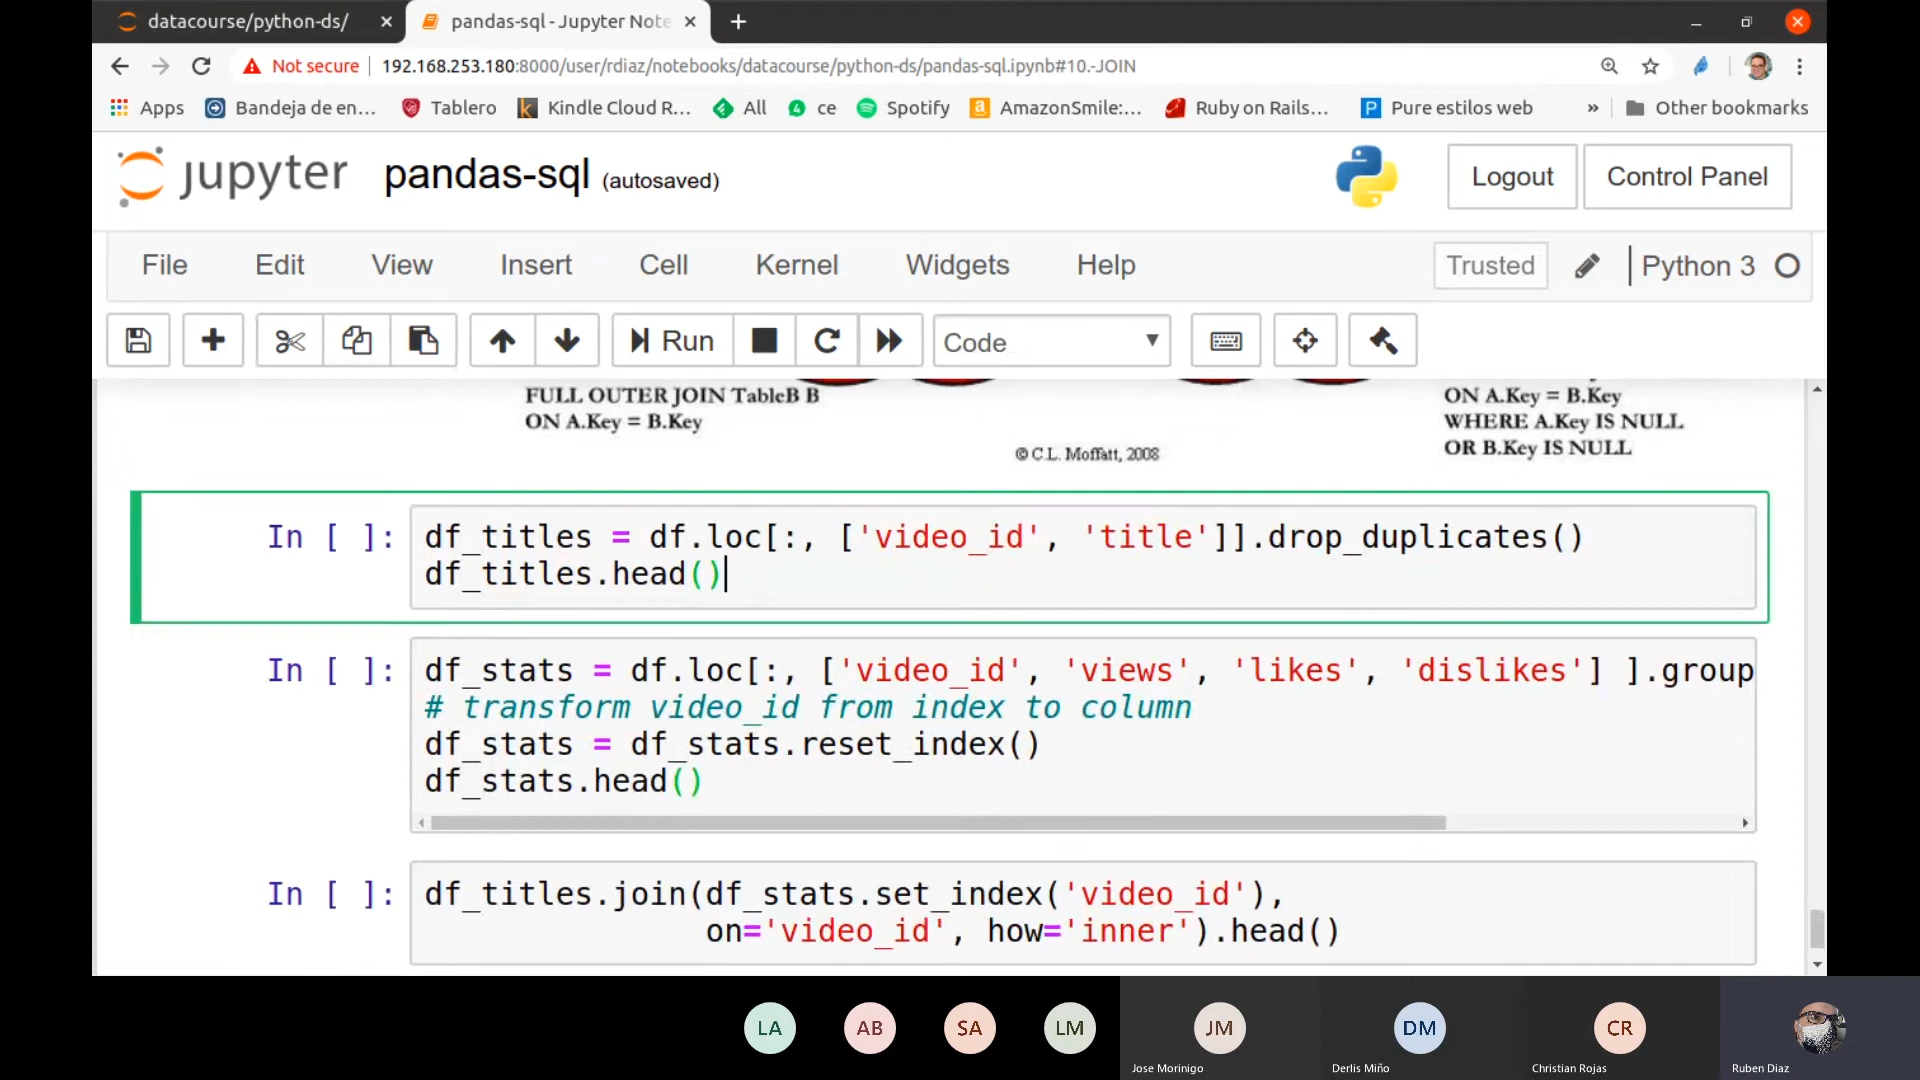 datacourse/python-ds/
pandas-sql - Jupyter Note
Not secure
192.168.253.180:8000/user/rdiaz/notebooks/datacourse/python-ds/pandas-sql.ipynb#10.-JOIN
Apps
Bandeja de en...
Tablero
Kindle Cloud R...
All
ce
Spotify
AmazonSmile:...
Ruby on Rails...
Pure estilos web
»
Other bookmarks
jupyter
pandas-sql (autosaved)
Logout
Control Panel
File
Edit
View
Insert
Cell
Kernel
Widgets
Help
Trusted
Python 3
Run
Code
FULL OUTER JOIN TableB B
ON A.Key = B.Key
ON A.Key = B.Key
WHERE A.Key IS NULL
OR B.Key IS NULL
© C.L. Moffatt, 2008
In [ ]:
df_titles = df.loc[:, ['video_id', 'title']].drop_duplicates()
df_titles.head()
In [ ]:
df_stats = df.loc[:, ['video_id', 'views', 'likes', 'dislikes'] ].group
# transform video_id from index to column
df_stats = df_stats.reset_index()
df_stats.head()
In [ ]:
df_titles.join(df_stats.set_index('video_id'),
on='video_id', how='inner').head()
LA
AB
SA
LM
JM
Jose Morinigo
DM
Derlis Miño
CR
Christian Rojas
Ruben Diaz